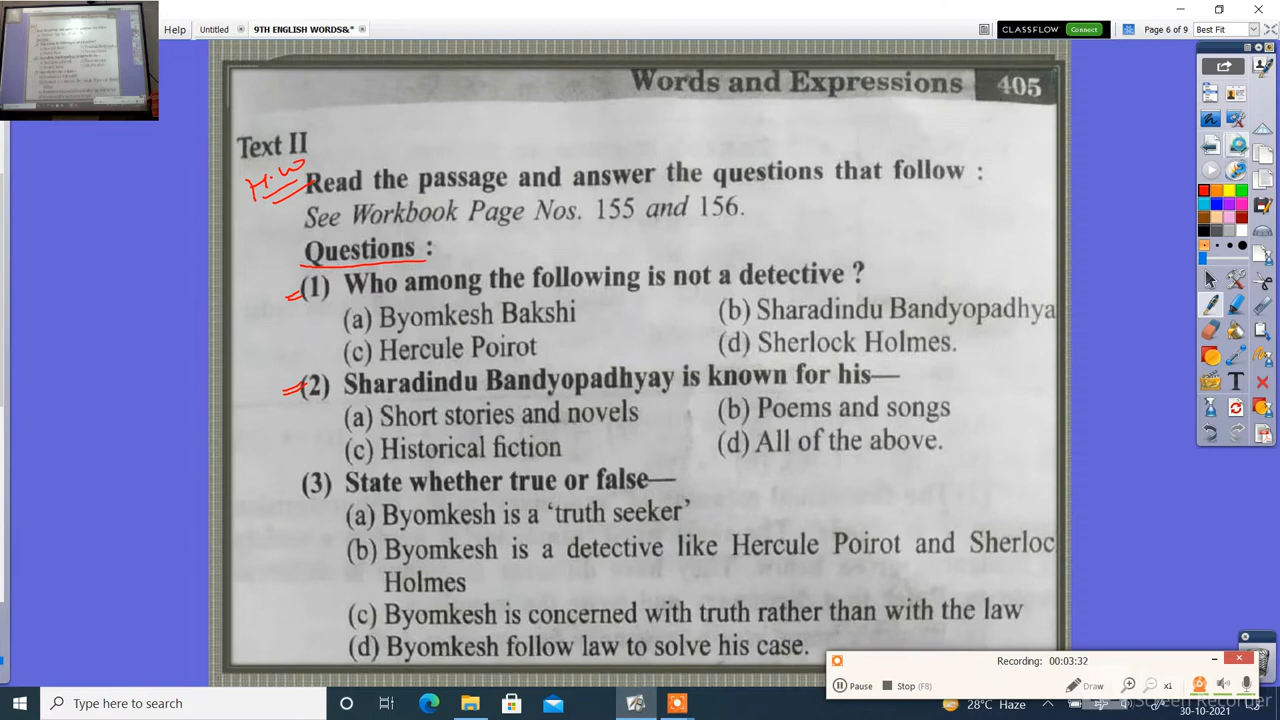 Help
Untitled
9TH ENGLISH WORDS&*
CLASSFLOW
Connect
Page 6 of 9
Best Fit
Words and Expressions 405
Text II
H.W
Read the passage and answer the questions that follow :
See Workbook Page Nos. 155 and 156.
Questions :
(1) Who among the following is not a detective ?
(a) Byomkesh Bakshi (b) Sharadindu Bandyopadhya
(c) Hercule Poirot (d) Sherlock Holmes.
(2) Sharadindu Bandyopadhyay is known for his—
(a) Short stories and novels (b) Poems and songs
(c) Historical fiction (d) All of the above.
(3) State whether true or false—
(a) Byomkesh is a ‘truth seeker’
(b) Byomkesh is a detective like Hercule Poirot and Sherloc
Holmes
(c) Byomkesh is concerned with truth rather than with the law
(d) Byomkesh follow law to solve his case.
Recording: 00:03:32
Pause
Stop (F8)
Draw
x1
Screen Recorder
Type here to search
28°C Haze
30-10-2021